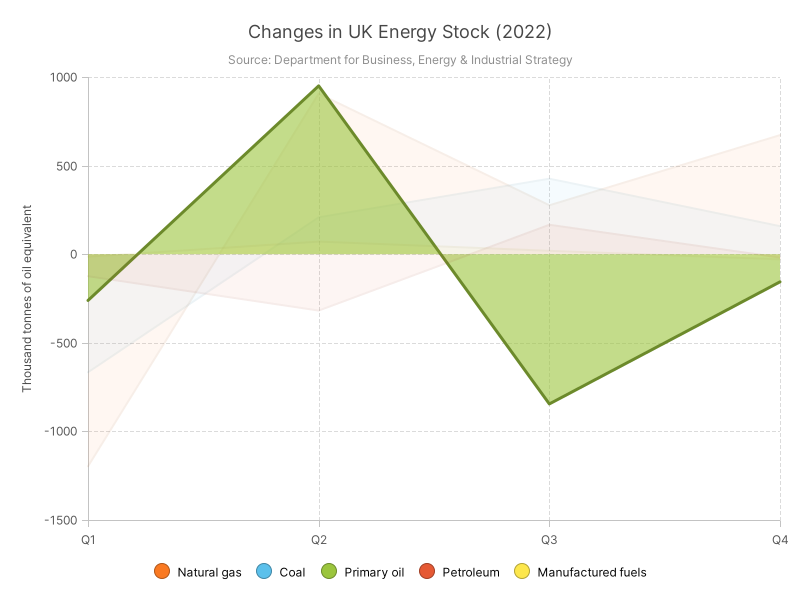 Changes in UK Energy Stock (2022)
Source: Department for Business, Energy & Industrial Strategy
Thousand tonnes of oil equivalent
1000
500
0
-500
-1000
-1500
Q1 Q2 Q3 Q4
Natural gas Coal Primary oil Petroleum Manufactured fuels